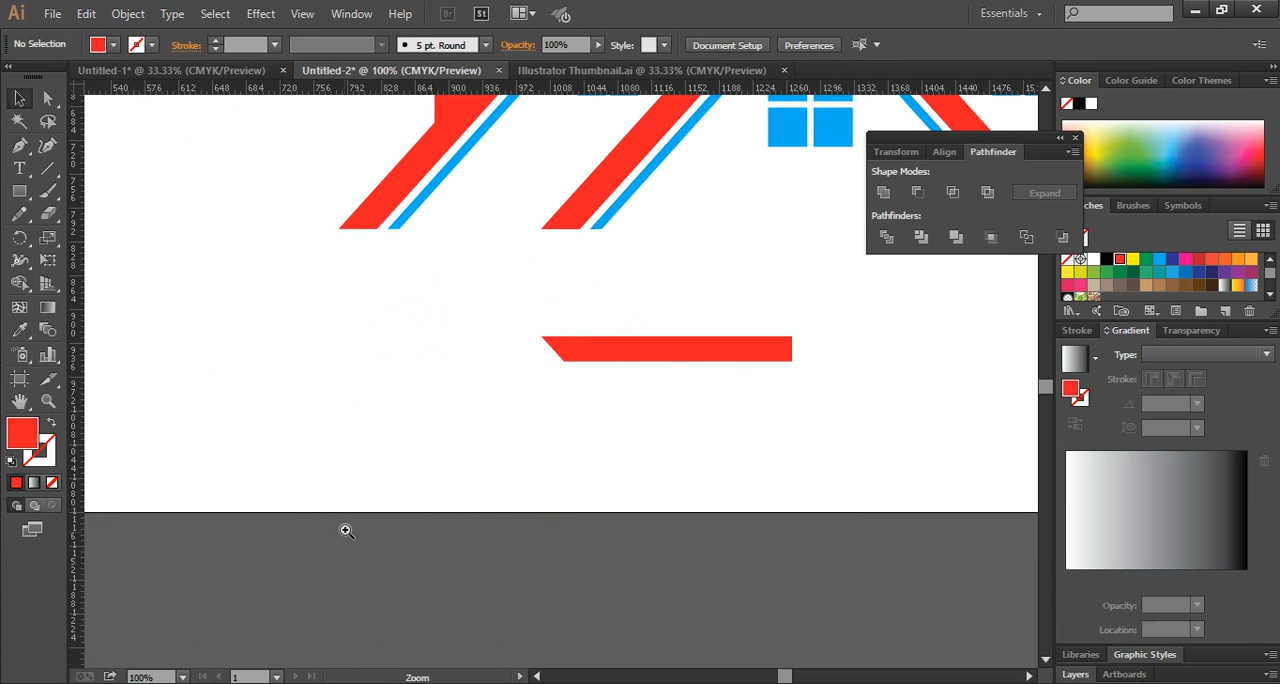 Ai File Edit Object Type Select Effect View Window Help Br St Essentials
No Selection Stroke: 5 pt. Round Opacity: 100% Style: Document Setup Preferences
Untitled-1* @ 33.33% (CMYK/Preview) × Untitled-2* @ 100% (CMYK/Preview) × Illustrator Thumbnail.ai @ 33.33% (CMYK/Preview) ×
540 576 612 648 684 720 756 792 828 864 900 936 972 1008 1044 1080 1116 1152 1188 1224 1260 1296 1332 1368 1404 1440 1476
Color Color Guide Color Themes
Transform Align Pathfinder
Shape Modes:
Expand
Pathfinders:
ches Brushes Symbols
Stroke Gradient Transparency
Type:
Stroke:
Opacity:
Location:
Libraries Graphic Styles
Layers Artboards
100% 1 Zoom